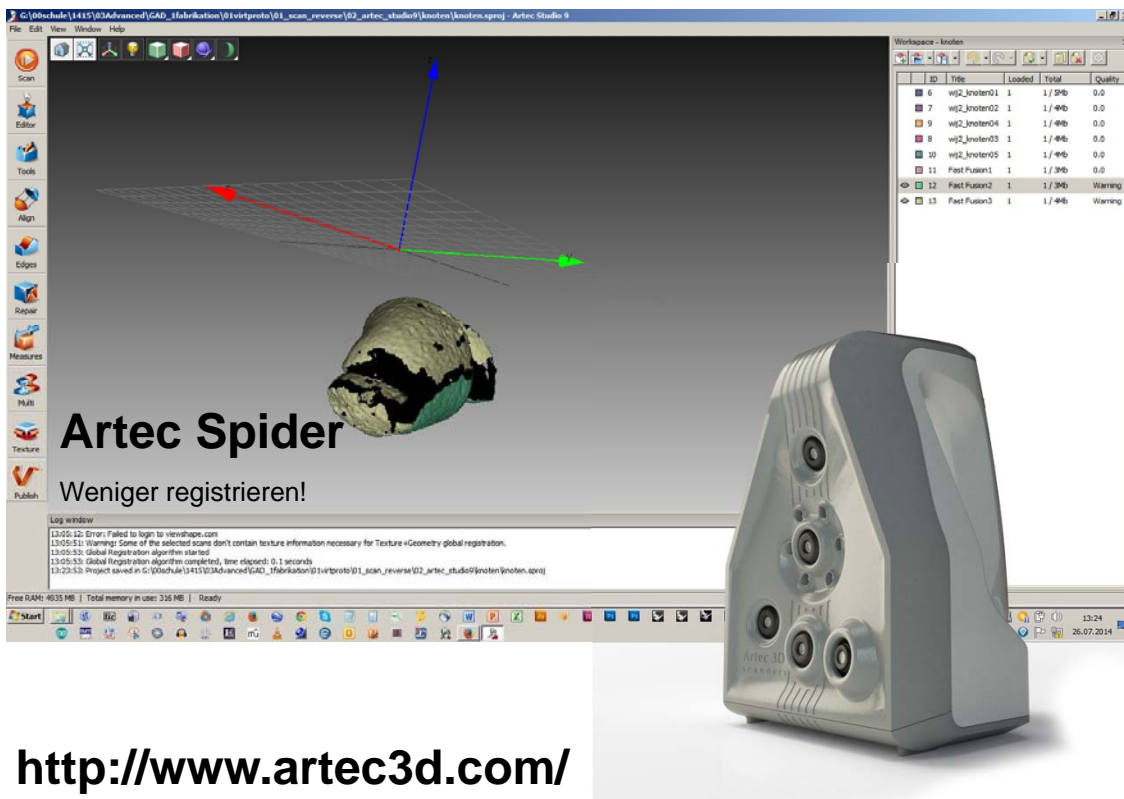 G:\00schule\1415\03Advanced\GAD_1fabrikation\01virtproto\01_scan_reverse\02_artec_studio9\knoten\knoten.sproj - Artec Studio 9
File Edit View Window Help
Scan
Editor
Tools
Align
Edges
Repair
Measures
Multi
Texture
Publish
Workspace - knoten
ID Title Loaded Total Quality
6 wij2_knoten01 1 1 / 5Mb 0.0
7 wij2_knoten02 1 1 / 4Mb 0.0
9 wij2_knoten04 1 1 / 4Mb 0.0
8 wij2_knoten03 1 1 / 4Mb 0.0
10 wij2_knoten05 1 1 / 4Mb 0.0
11 Fast Fusion1 1 1 / 3Mb 0.0
12 Fast Fusion2 1 1 / 3Mb Warning
13 Fast Fusion3 1 1 / 4Mb Warning
Artec Spider
Weniger registrieren!
Log window
13:05:12: Error: Failed to login to viewshape.com
13:05:51: Warning: Some of the selected scans don't contain texture information necessary for Texture+Geometry global registration.
13:05:53: Global Registration algorithm started
13:05:53: Global Registration algorithm completed, time elapsed: 0.1 seconds
13:23:53: Project saved in G:\00schule\1415\03Advanced\GAD_1fabrikation\01virtproto\01_scan_reverse\02_artec_studio9\knoten\knoten.sproj
Free RAM: 4935 MB | Total memory in use: 316 MB | Ready
Start
13:24
26.07.2014
Artec 3D
scanners
http://www.artec3d.com/